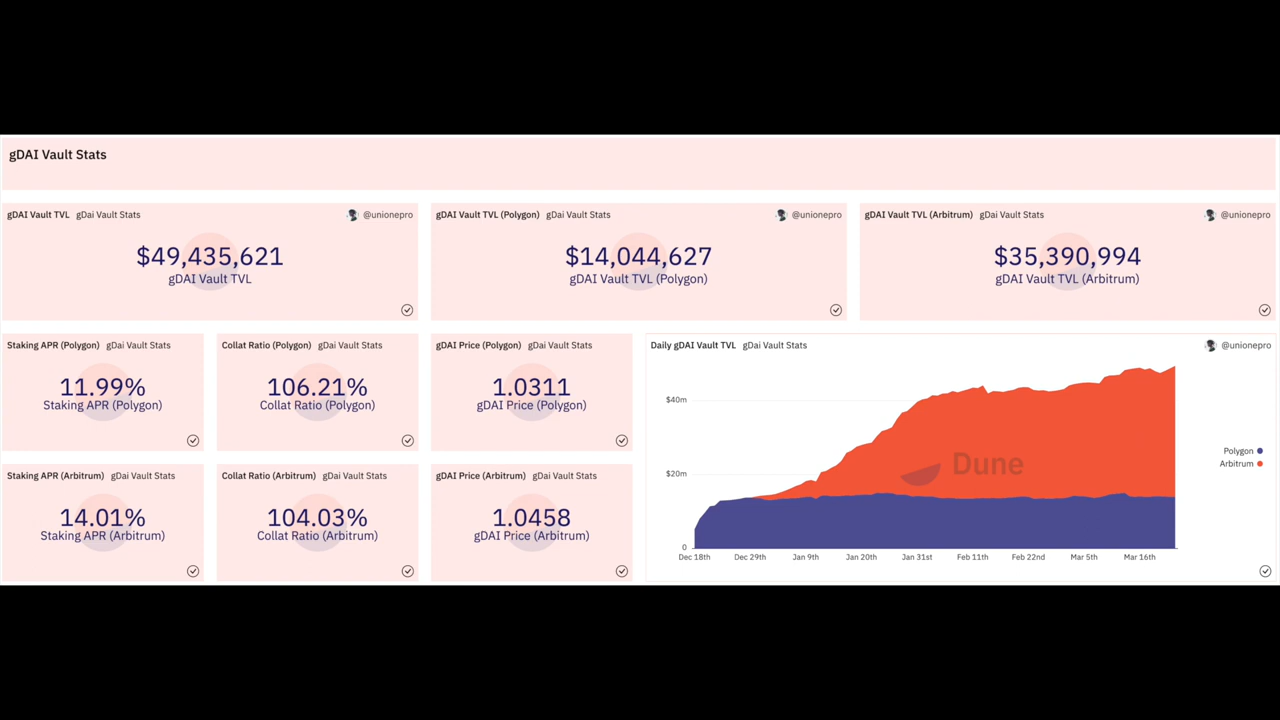 gDAI Vault Stats
gDAI Vault TVL gDai Vault Stats @unionepro
$49,435,621
gDAI Vault TVL
gDAI Vault TVL (Polygon) gDai Vault Stats @unionepro
$14,044,627
gDAI Vault TVL (Polygon)
gDAI Vault TVL (Arbitrum) gDai Vault Stats @unionepro
$35,390,994
gDAI Vault TVL (Arbitrum)
Staking APR (Polygon) gDai Vault Stats
11.99%
Staking APR (Polygon)
Collat Ratio (Polygon) gDai Vault Stats
106.21%
Collat Ratio (Polygon)
gDAI Price (Polygon) gDai Vault Stats
1.0311
gDAI Price (Polygon)
Staking APR (Arbitrum) gDai Vault Stats
14.01%
Staking APR (Arbitrum)
Collat Ratio (Arbitrum) gDai Vault Stats
104.03%
Collat Ratio (Arbitrum)
gDAI Price (Arbitrum) gDai Vault Stats
1.0458
gDAI Price (Arbitrum)
Daily gDAI Vault TVL gDai Vault Stats @unionepro
$40m
$20m
0
Dec 18th Dec 29th Jan 9th Jan 20th Jan 31st Feb 11th Feb 22nd Mar 5th Mar 16th
Dune
Polygon
Arbitrum